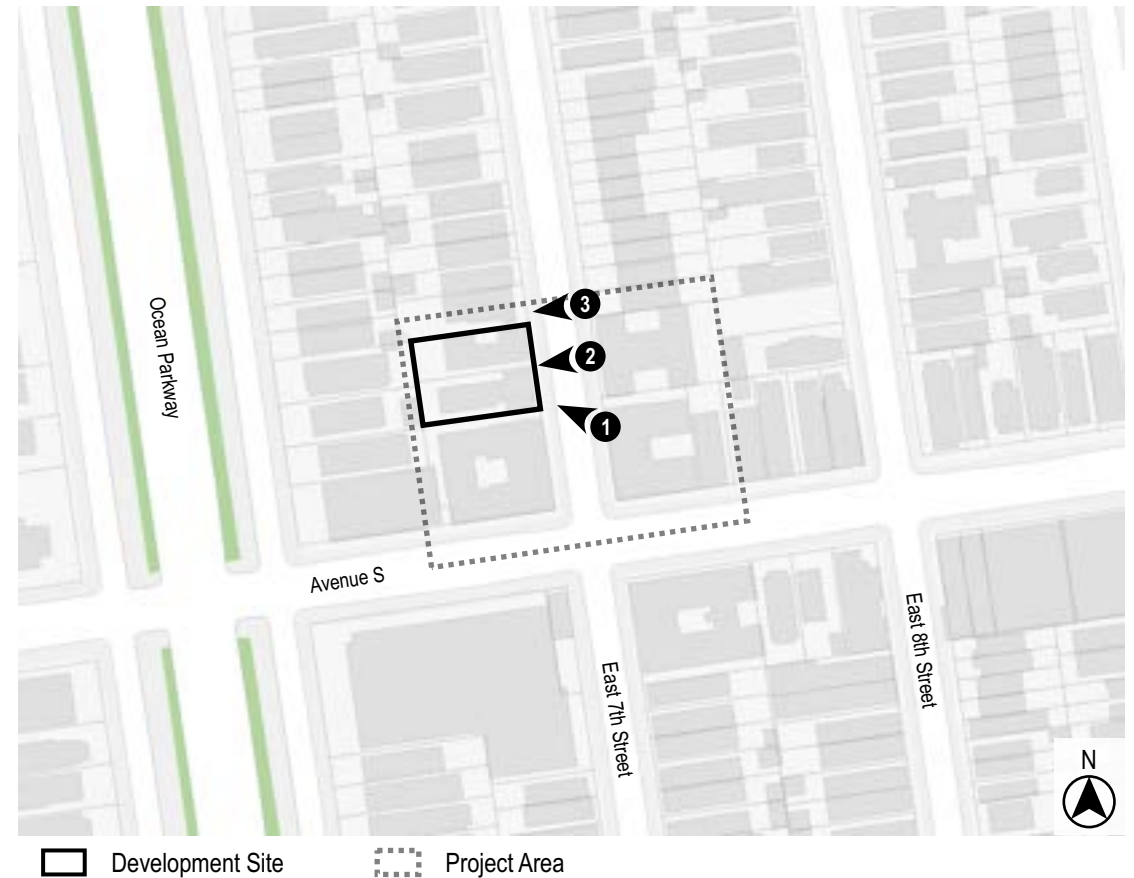 3
2
1
Ocean Parkway
Avenue S
East 7th Street
East 8th Street
N
Development Site
Project Area